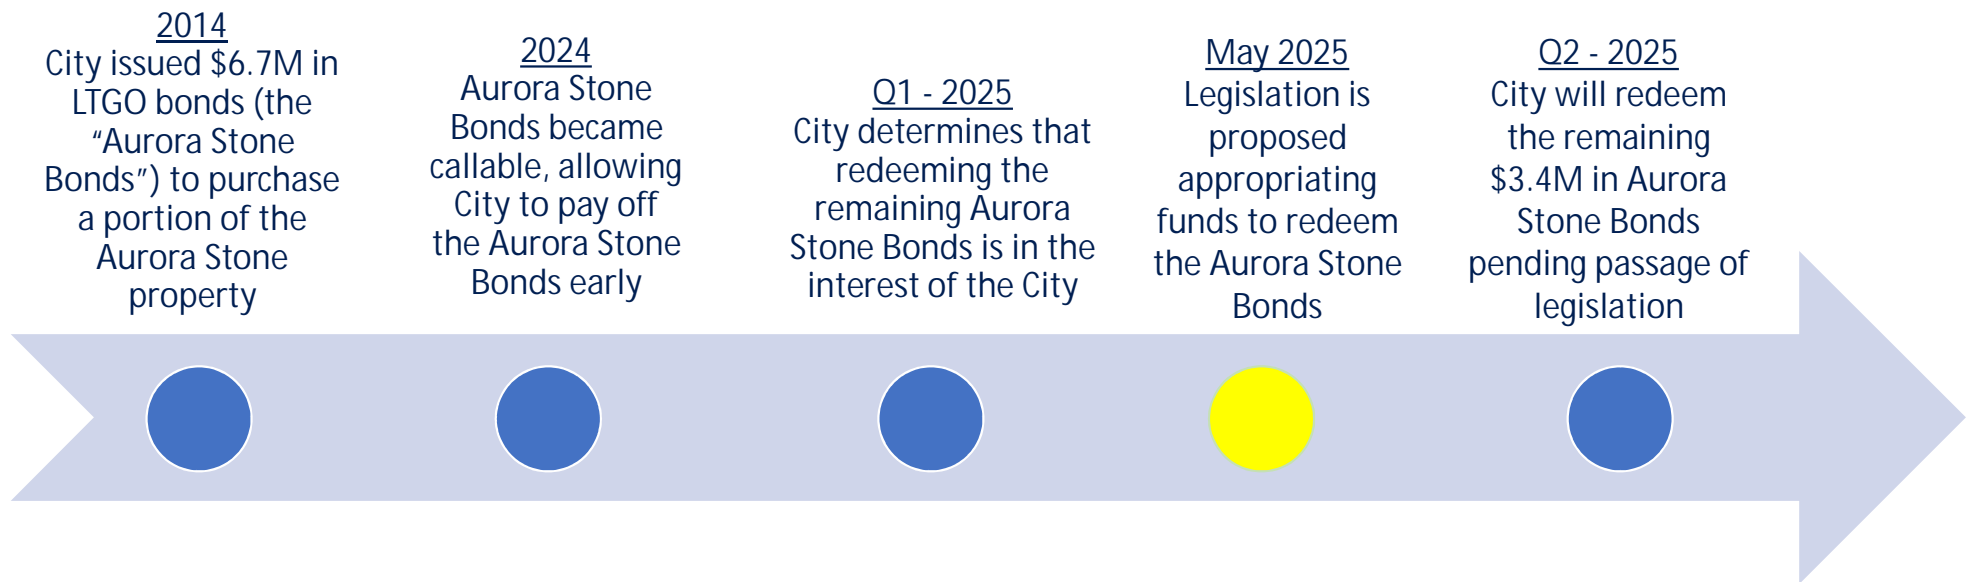 2014
City issued $6.7M in
LTGO bonds (the
“Aurora Stone
Bonds”) to purchase
a portion of the
Aurora Stone
property
2024
Aurora Stone
Bonds became
callable, allowing
City to pay off
the Aurora Stone
Bonds early
Q1 - 2025
City determines that
redeeming the
remaining Aurora
Stone Bonds is in the
interest of the City
May 2025
Legislation is
proposed
appropriating
funds to redeem
the Aurora Stone
Bonds
Q2 - 2025
City will redeem
the remaining
$3.4M in Aurora
Stone Bonds
pending passage of
legislation